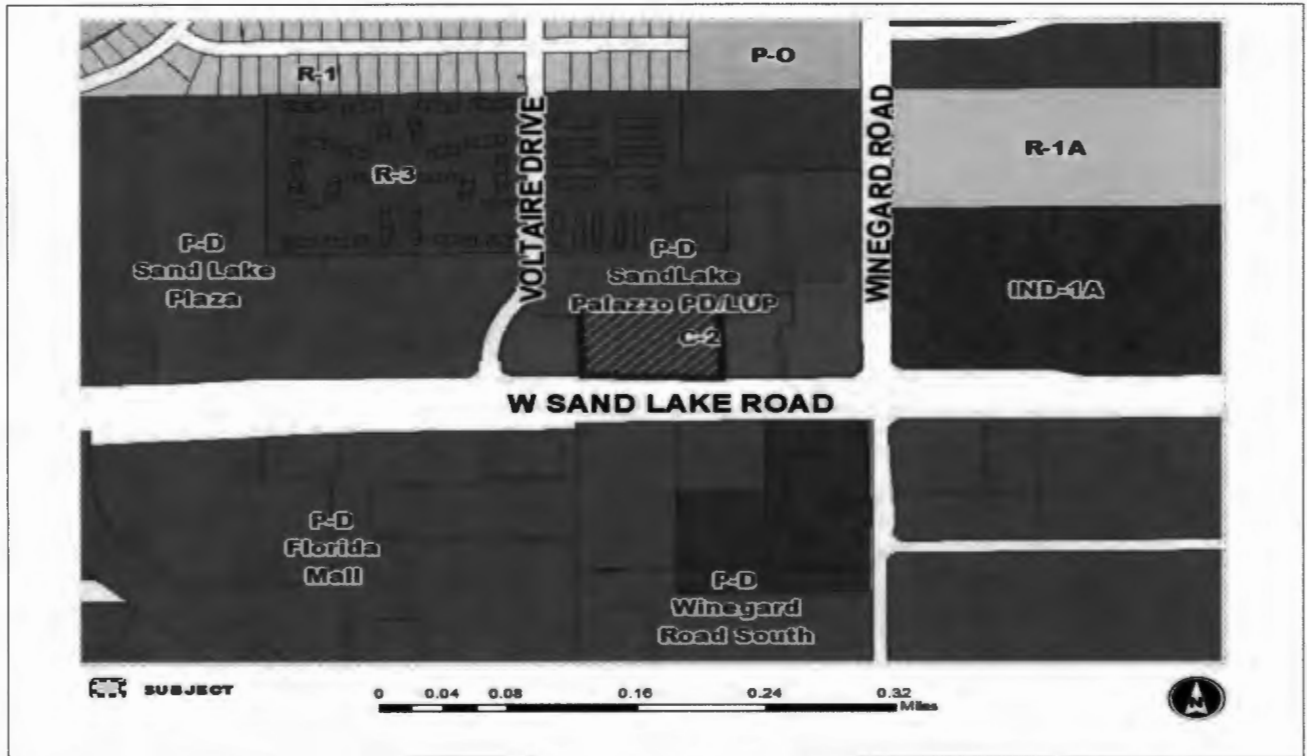 R-1
P-O
VOLTAIRE DRIVE
WINEGARD ROAD
R-1A
R-3
P-D
Sand Lake
Plaza
P-D
SandLake
Palazzo PD/LUP
C-2
IND-1A
W SAND LAKE ROAD
P-D
Florida
Mall
P-D
Winegard
Road South
SUBJECT
0 0.04 0.08 0.16 0.24 0.32
Miles
N